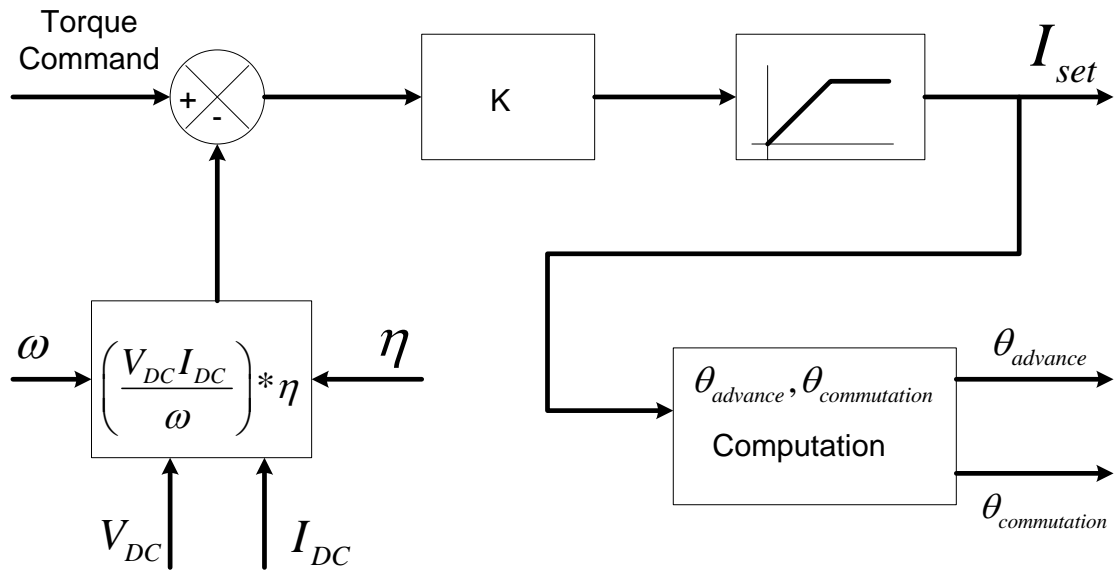 Torque
Command
+
-
K
I_set
ω
(V_DC I_DC / ω) * η
η
V_DC
I_DC
θ_advance, θ_commutation
Computation
θ_advance
θ_commutation